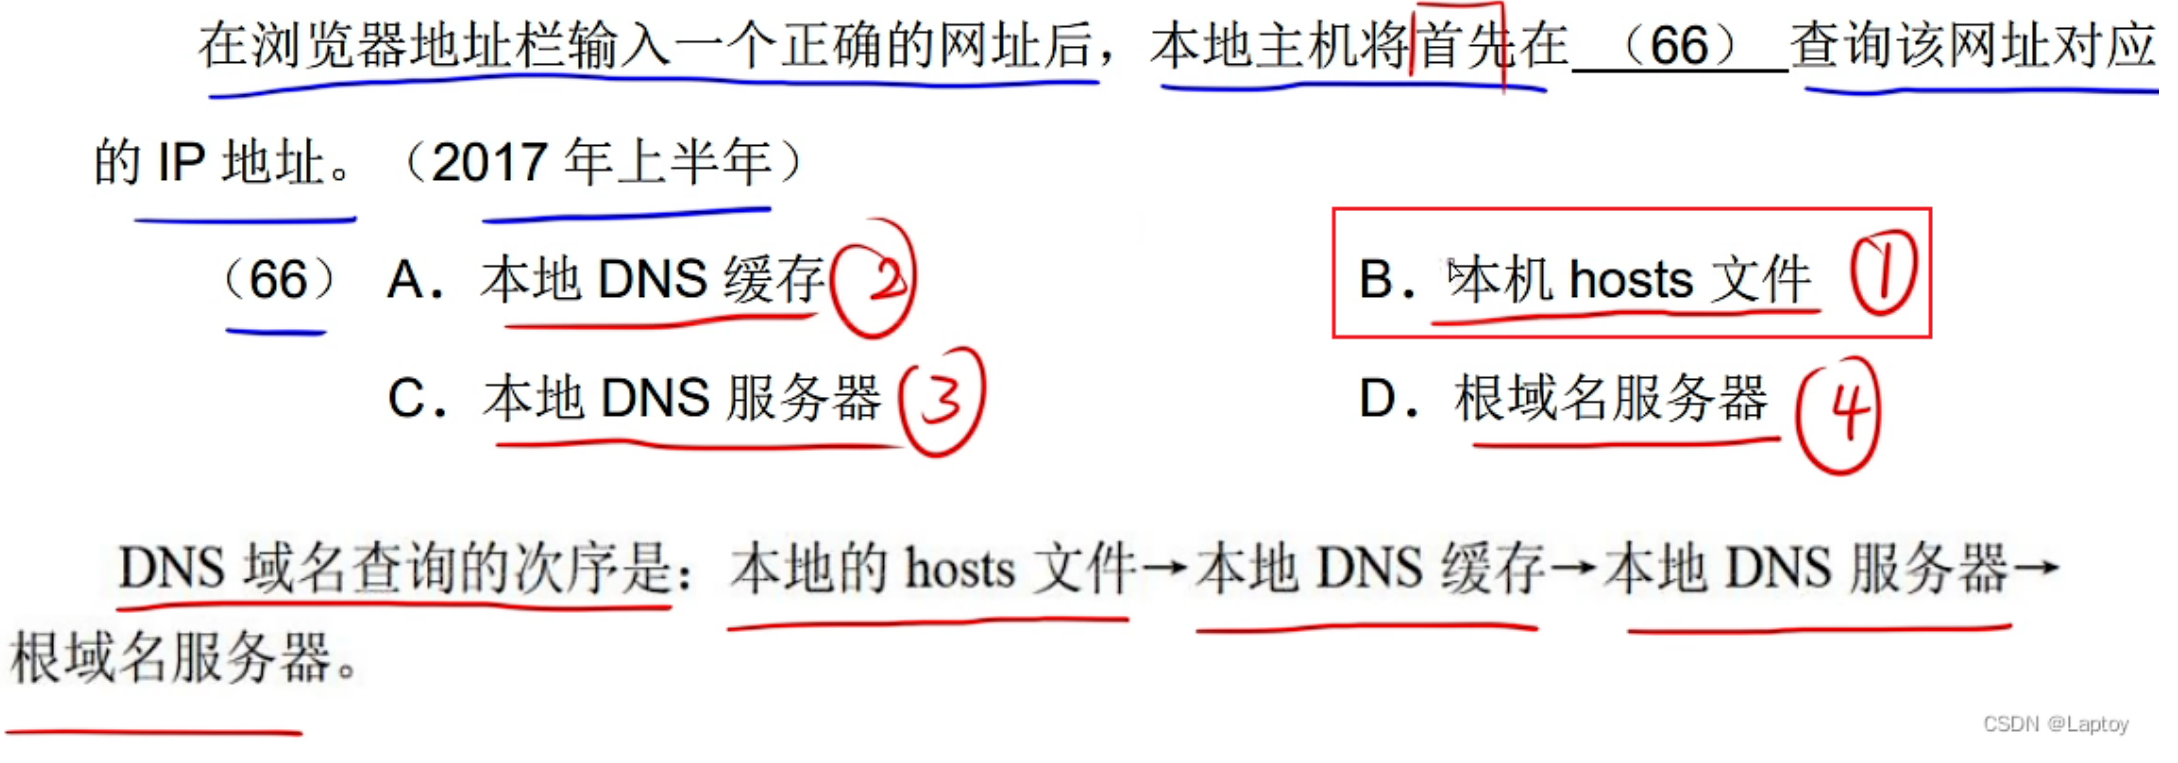 在浏览器地址栏输入一个正确的网址后，本地主机将首先在 （66） 查询该网址对应
的 IP 地址。（2017 年上半年）
（66） A． 本地 DNS 缓存 ② B． 本机 hosts 文件 ①
C． 本地 DNS 服务器 ③ D． 根域名服务器 ④
DNS 域名查询的次序是：本地的 hosts 文件→本地 DNS 缓存→本地 DNS 服务器→
根域名服务器。
CSDN @Laptoy